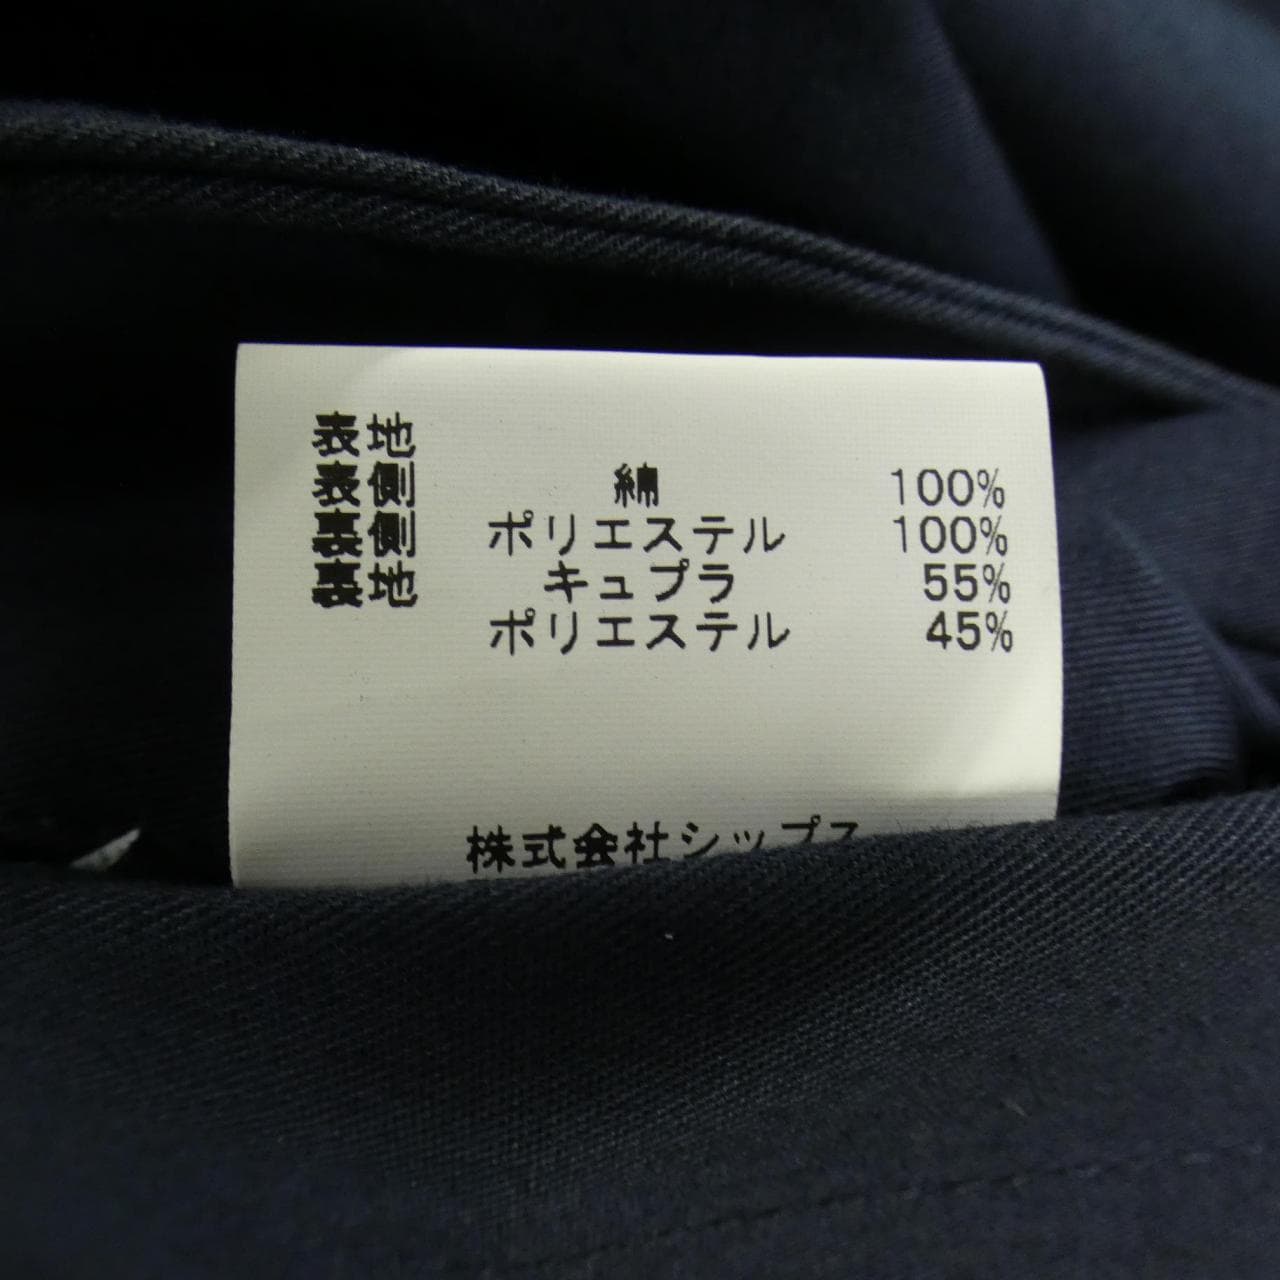 表地
表側 綿 100%
裏側 ポリエステル 100%
裏地 キュプラ 55%
ポリエステル 45%
株式会社シップス